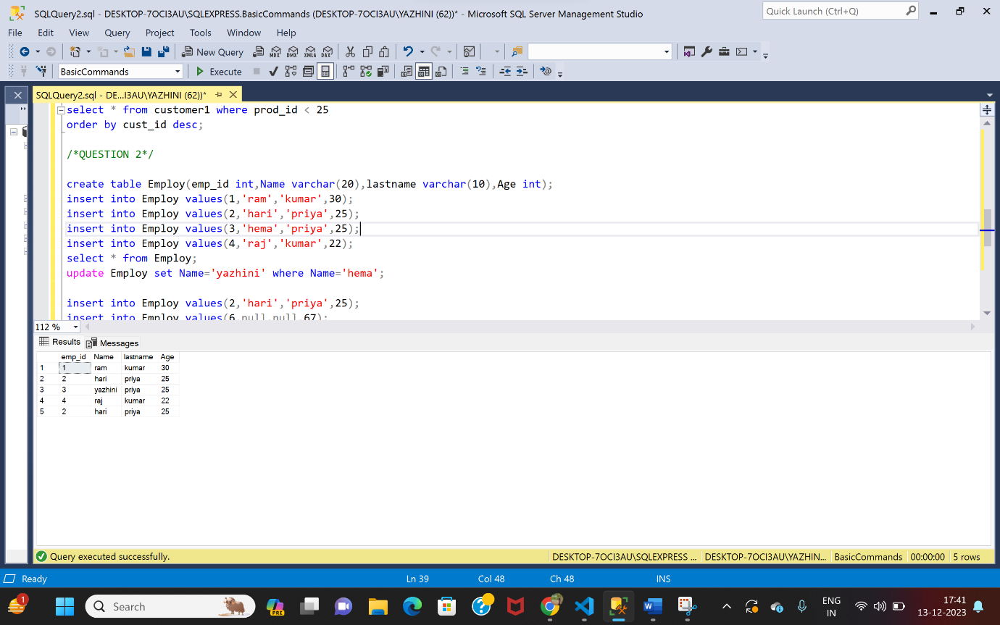 SQLQuery2.sql - DESKTOP-7OCI3AU\SQLEXPRESS.BasicCommands (DESKTOP-7OCI3AU\YAZHINI (62))* - Microsoft SQL Server Management Studio
Quick Launch (Ctrl+Q)
File Edit View Query Project Tools Window Help
New Query MDX DMX XMLA DAX
BasicCommands Execute
SQLQuery2.sql - DE...I3AU\YAZHINI (62))*
select * from customer1 where prod_id < 25
order by cust_id desc;
/*QUESTION 2*/
create table Employ(emp_id int,Name varchar(20),lastname varchar(10),Age int);
insert into Employ values(1,'ram','kumar',30);
insert into Employ values(2,'hari','priya',25);
insert into Employ values(3,'hema','priya',25);
insert into Employ values(4,'raj','kumar',22);
select * from Employ;
update Employ set Name='yazhini' where Name='hema';
insert into Employ values(2,'hari','priya',25);
insert into Employ values(6,null,null,67);
112 %
Results Messages
emp_id Name lastname Age
1 1 ram kumar 30
2 2 hari priya 25
3 3 yazhini priya 25
4 4 raj kumar 22
5 2 hari priya 25
Query executed successfully. DESKTOP-7OCI3AU\SQLEXPRESS ... DESKTOP-7OCI3AU\YAZHIN... BasicCommands 00:00:00 5 rows
Ready Ln 39 Col 48 Ch 48 INS
1 Search PRE W ENG IN 17:41 13-12-2023